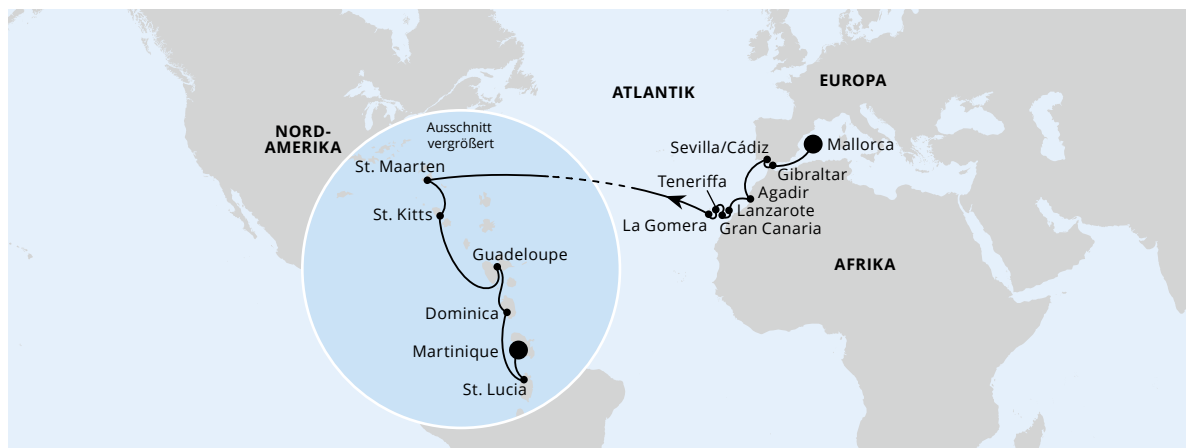 NORD-
AMERIKA
ATLANTIK
EUROPA
AFRIKA
Ausschnitt
vergrößert
St. Maarten
St. Kitts
Guadeloupe
Dominica
Martinique
St. Lucia
Sevilla/Cádiz
Mallorca
Gibraltar
Teneriffa
Agadir
Lanzarote
La Gomera
Gran Canaria